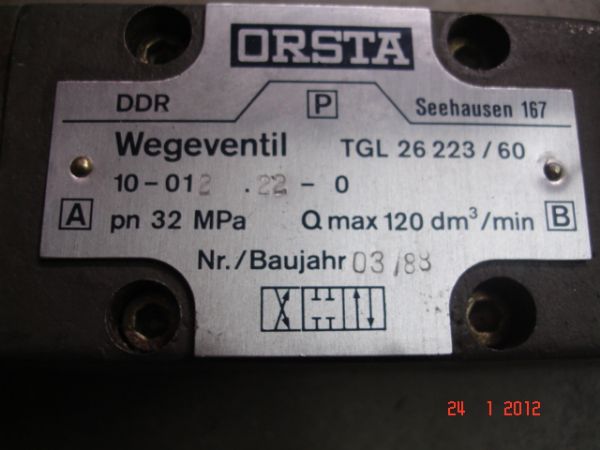 ORSTA
DDR P Seehausen 167
Wegeventil TGL 26 223 / 60
10 – 012 . 22 – 0
A pn 32 MPa Q max 120 dm³/min B
Nr./Baujahr 03/88
24 1 2012